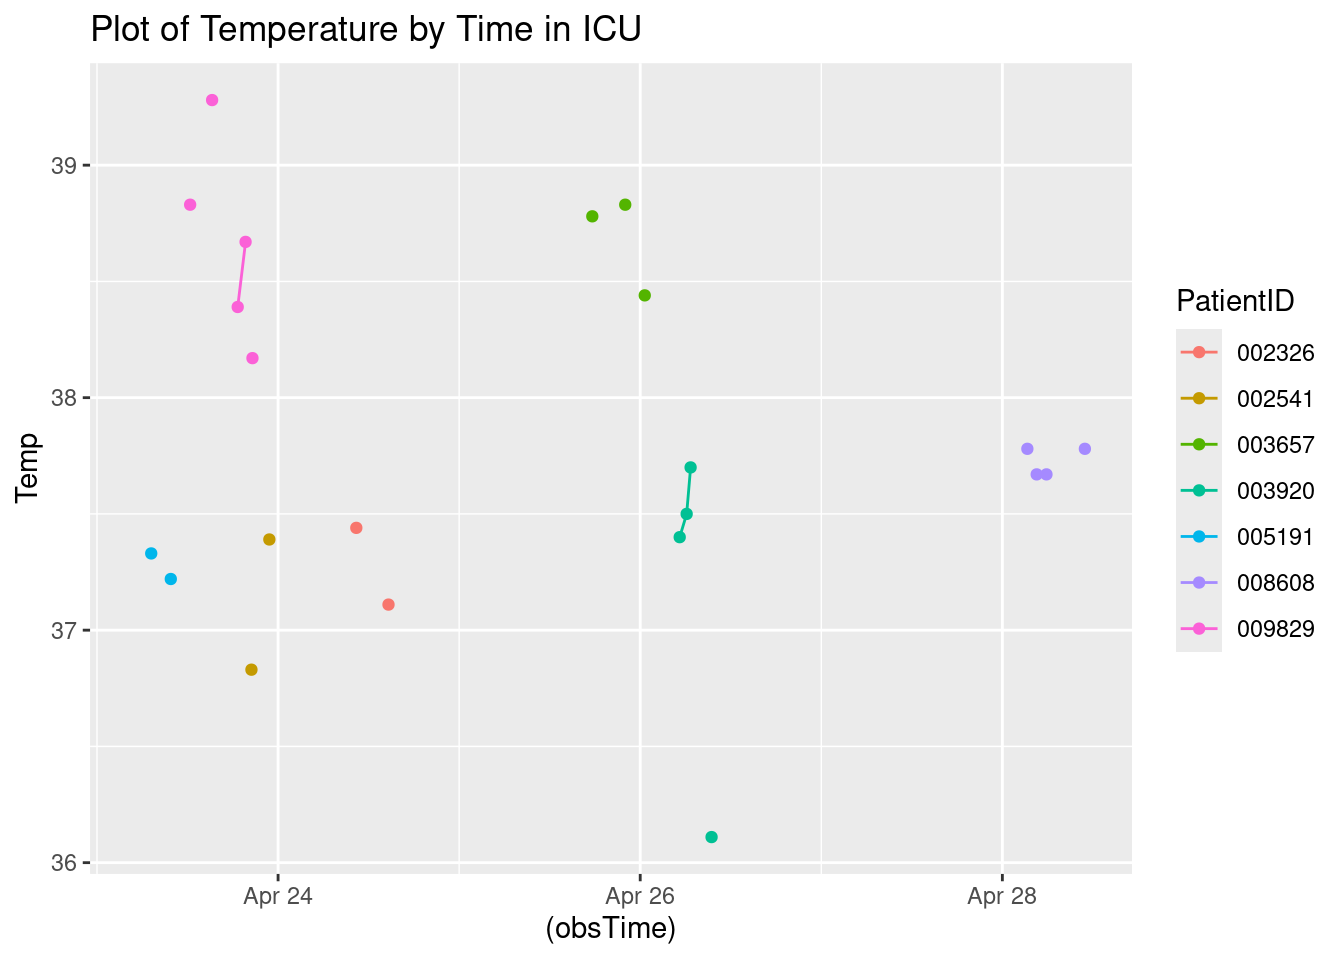 Plot of Temperature by Time in ICU
39
38
37
36
Temp
Apr 24
Apr 26
Apr 28
(obsTime)
PatientID
002326
002541
003657
003920
005191
008608
009829